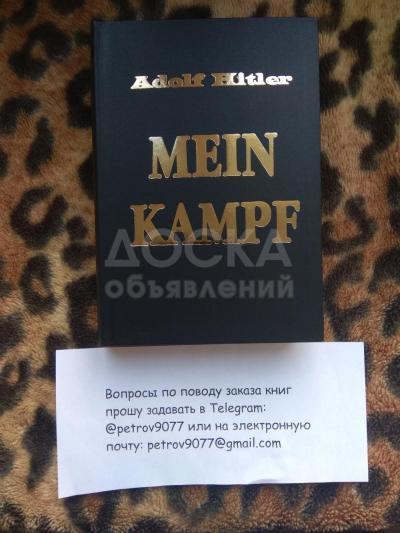 Adolf Hitler
MEIN
KAMPF
ДОСКА
объявлений
Вопросы по поводу заказа книг
прошу задавать в Telegram:
@petrov9077 или на электронную
почту: petrov9077@gmail.com